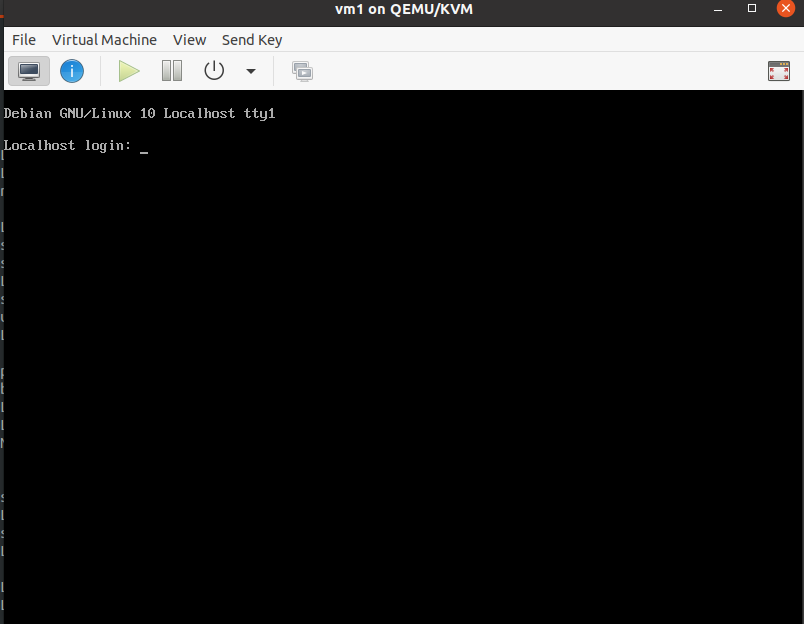 vm1 on QEMU/KVM
File Virtual Machine View Send Key
Debian GNU/Linux 10 Localhost tty1
Localhost login: _